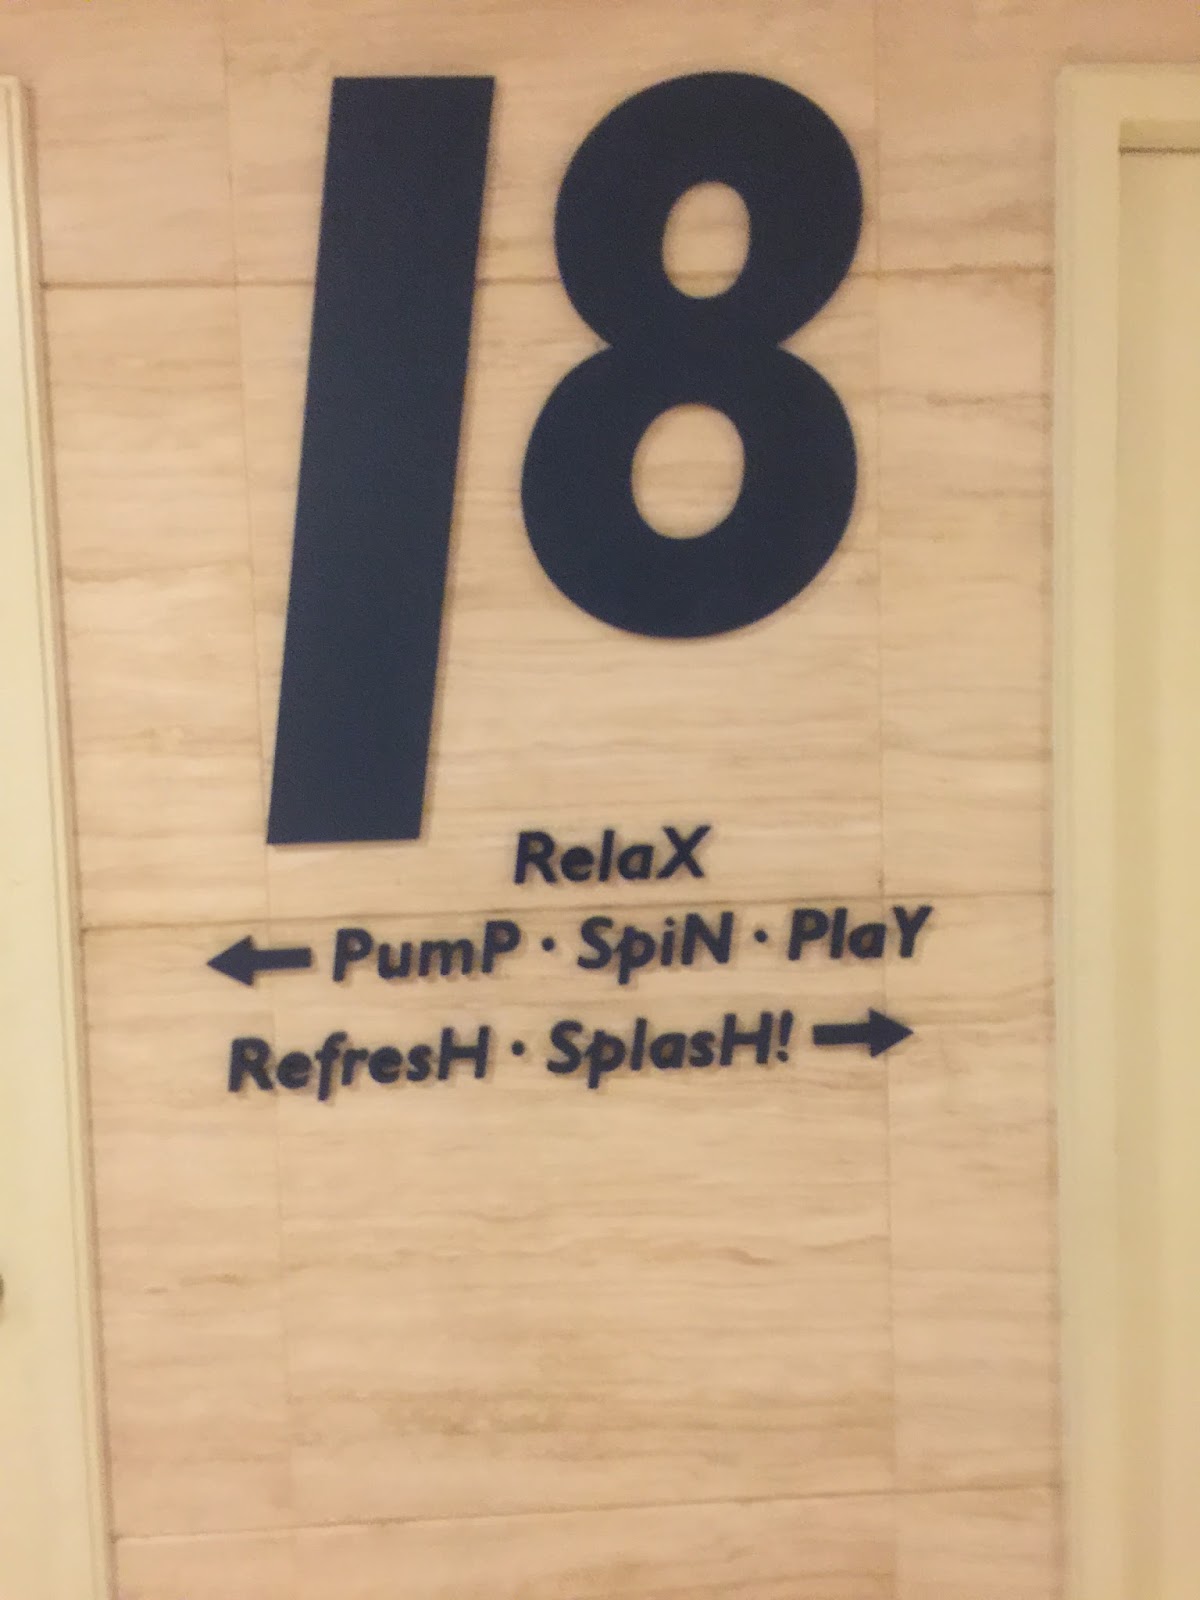 18
RelaX
← PumP · SpiN · PlaY
RefresH · SplasH! →